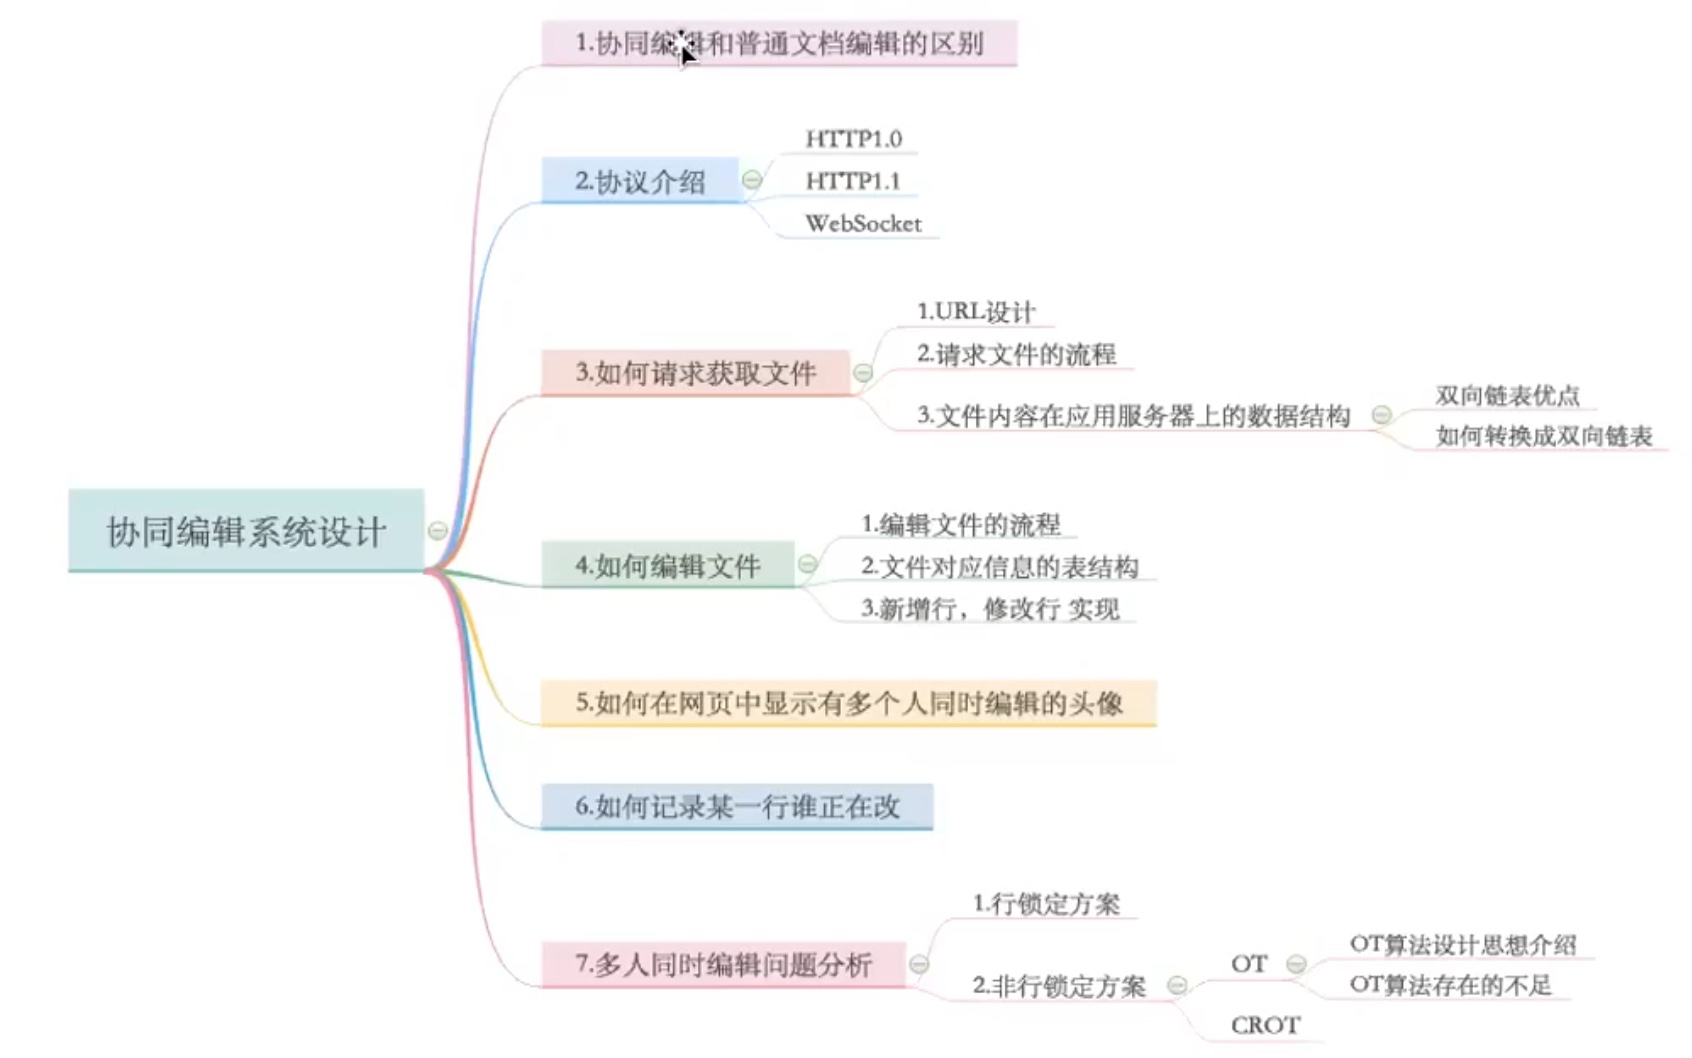 1.协同编辑和普通文档编辑的区别
HTTP1.0
2.协议介绍
HTTP1.1
WebSocket
1.URL设计
2.请求文件的流程
3.如何请求获取文件
3.文件内容在应用服务器上的数据结构
双向链表优点
如何转换成双向链表
协同编辑系统设计
1.编辑文件的流程
4.如何编辑文件
2.文件对应信息的表结构
3.新增行，修改行 实现
5.如何在网页中显示有多个人同时编辑的头像
6.如何记录某一行谁正在改
7.多人同时编辑问题分析
1.行锁定方案
2.非行锁定方案
OT
OT算法设计思想介绍
OT算法存在的不足
CROT